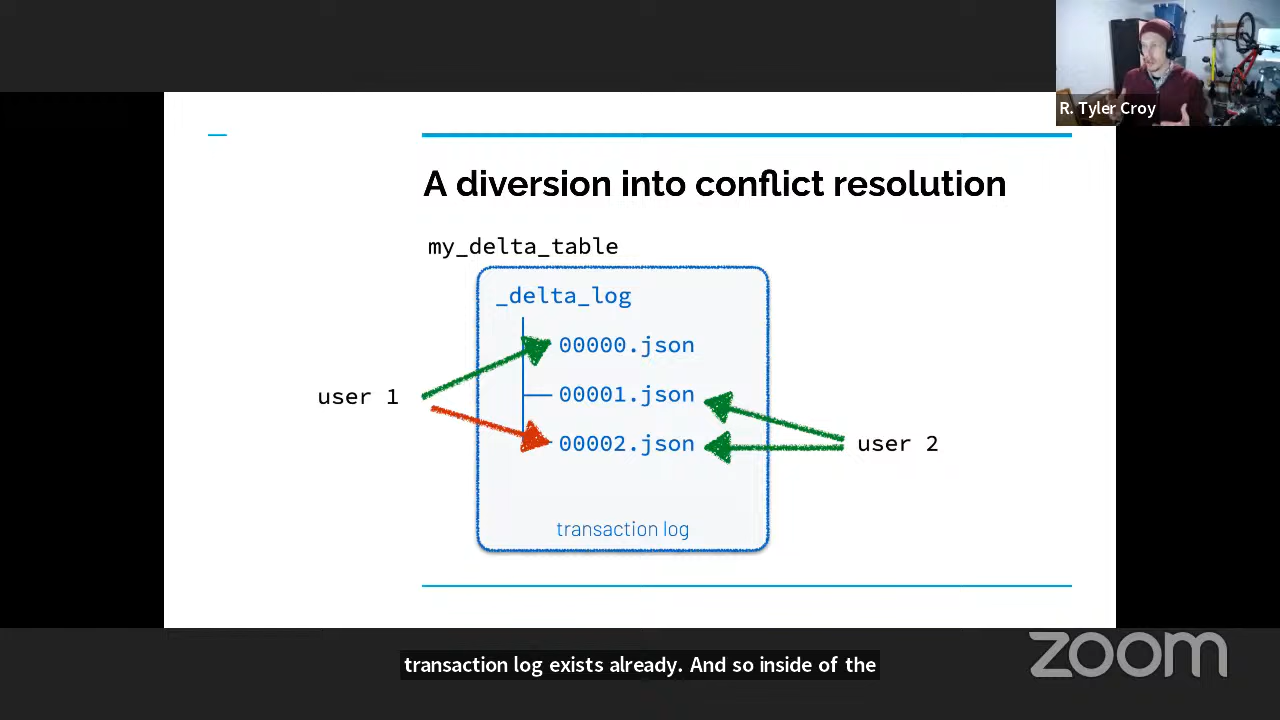 R. Tyler Croy
A diversion into conflict resolution
my_delta_table
_delta_log
00000.json
user 1
00001.json
00002.json
user 2
transaction log
transaction log exists already. And so inside of the
zoom